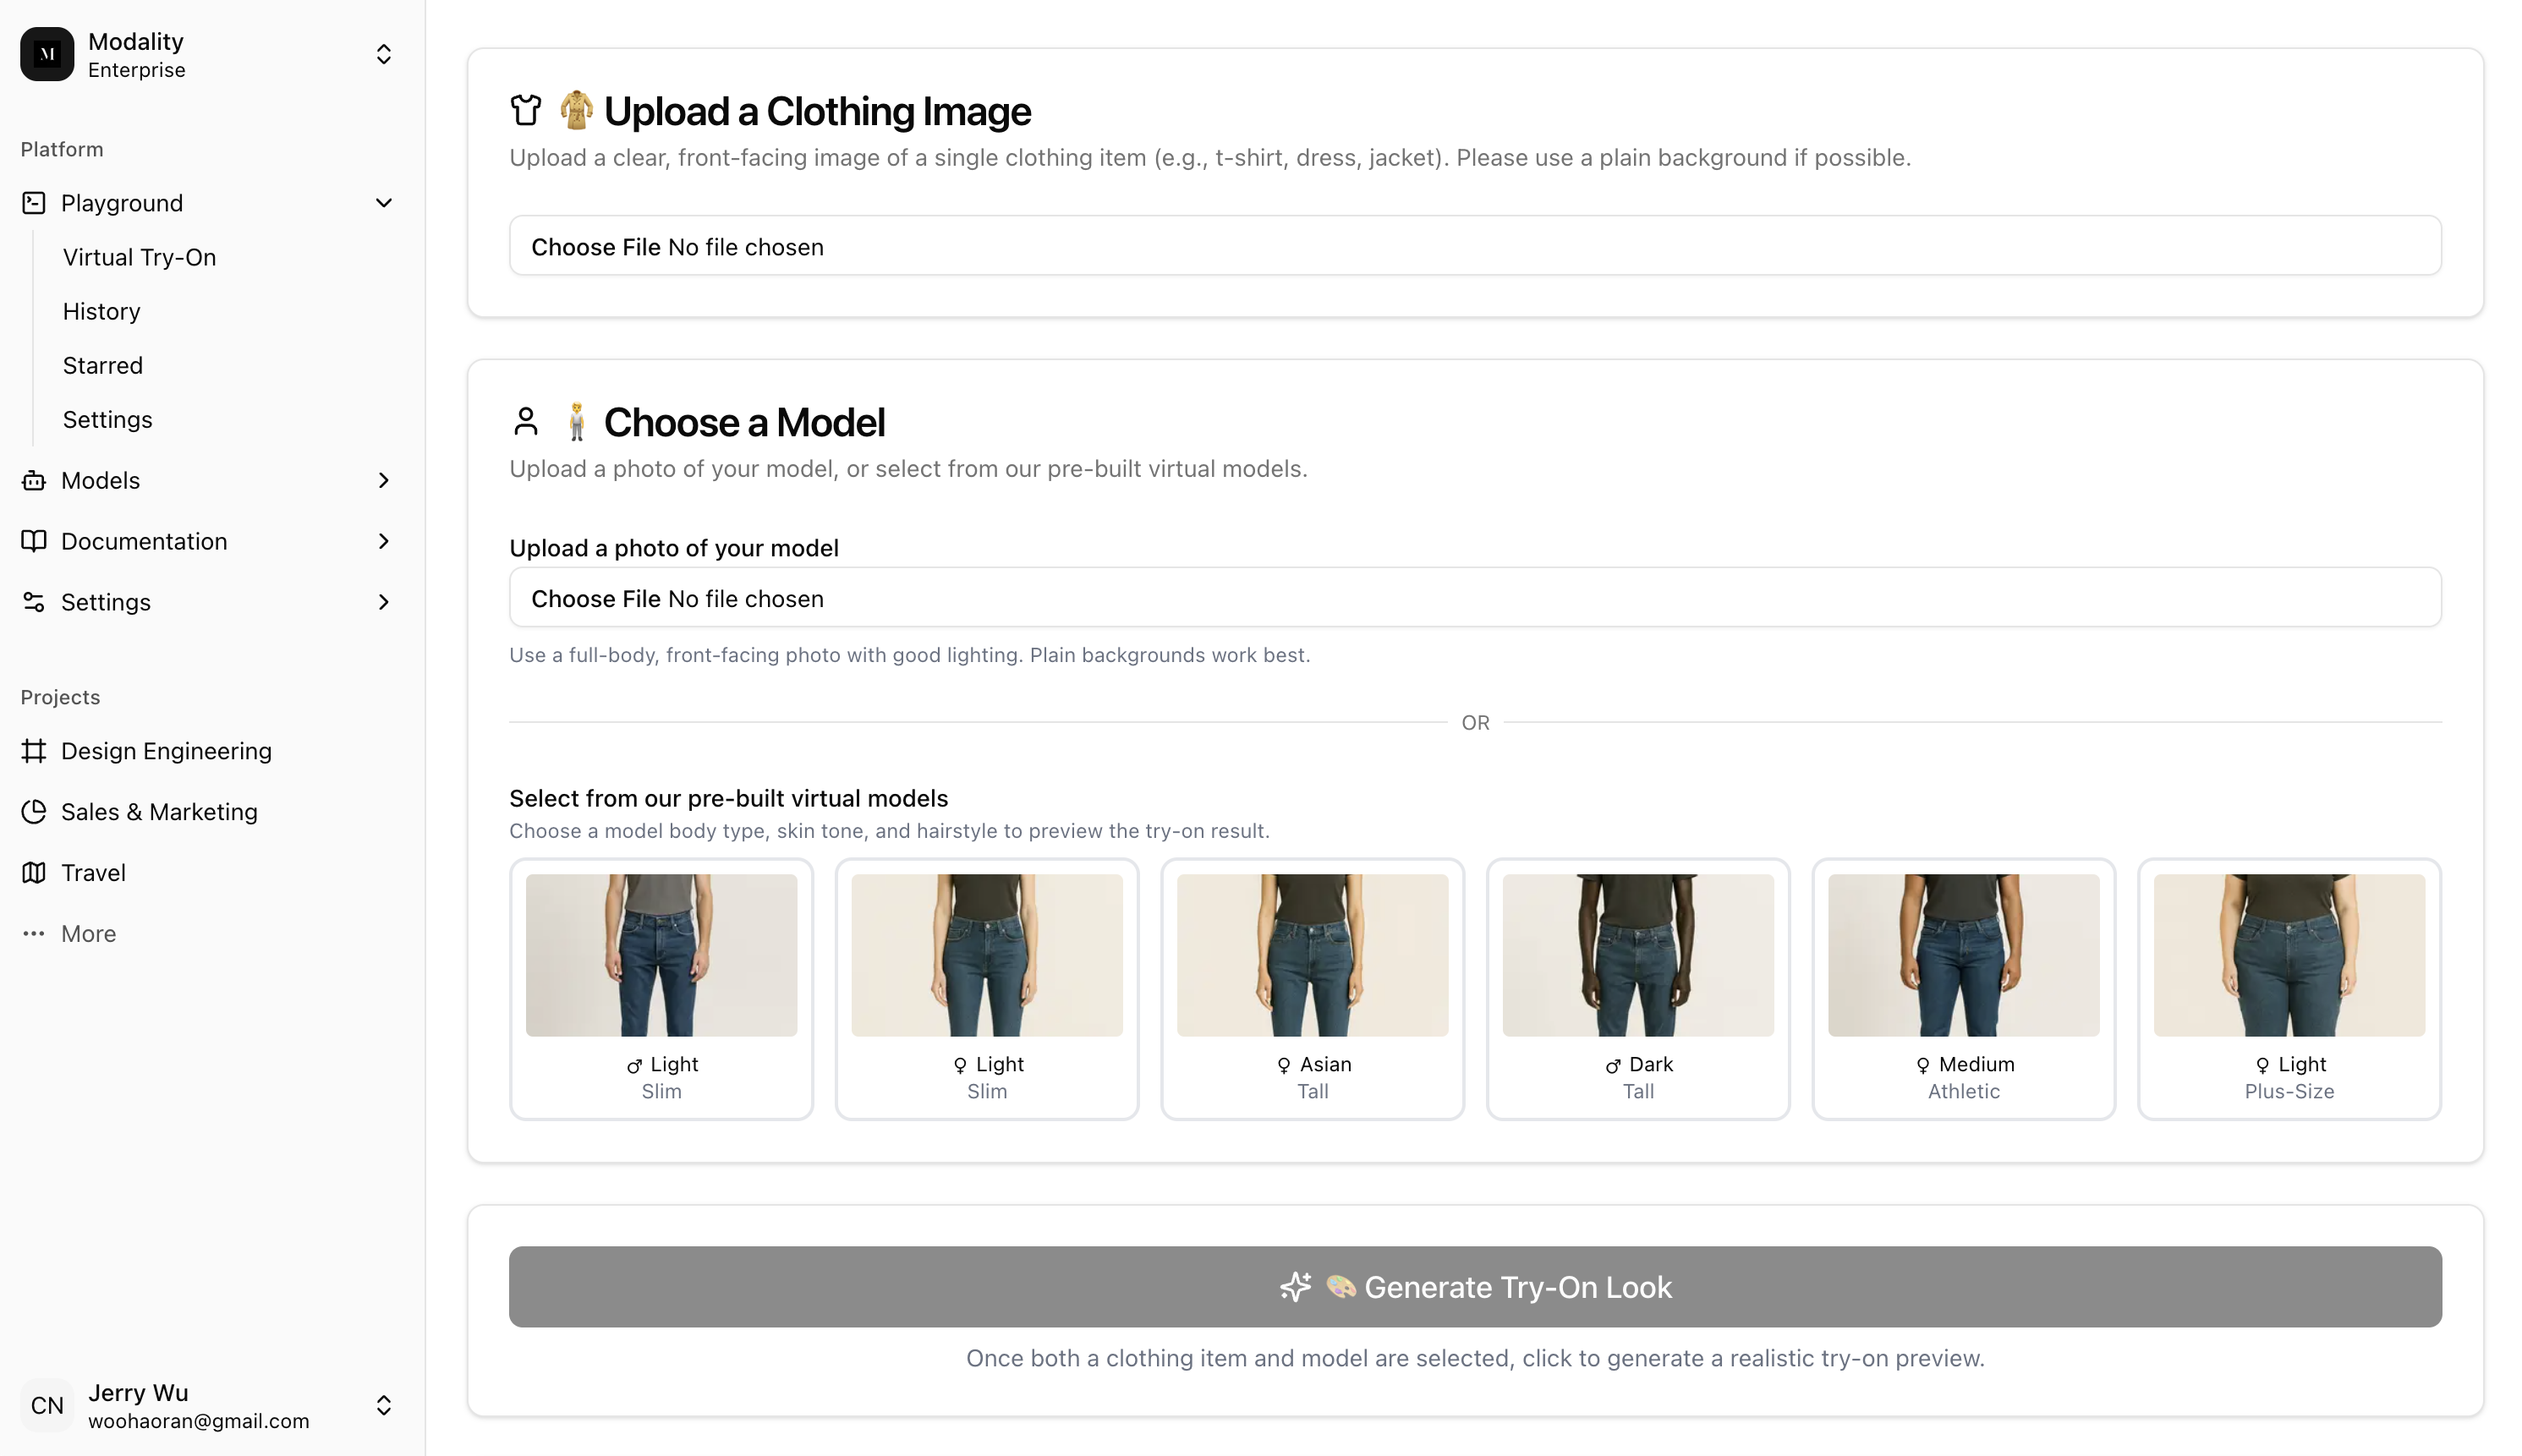 M
Modality
Enterprise
Platform
Playground
Virtual Try-On
History
Starred
Settings
Models
Documentation
Settings
Projects
Design Engineering
Sales & Marketing
Travel
More
CN
Jerry Wu
woohaoran@gmail.com
Upload a Clothing Image
Upload a clear, front-facing image of a single clothing item (e.g., t-shirt, dress, jacket). Please use a plain background if possible.
Choose File No file chosen
Choose a Model
Upload a photo of your model, or select from our pre-built virtual models.
Upload a photo of your model
Choose File No file chosen
Use a full-body, front-facing photo with good lighting. Plain backgrounds work best.
OR
Select from our pre-built virtual models
Choose a model body type, skin tone, and hairstyle to preview the try-on result.
♂ Light
Slim
♀ Light
Slim
♀ Asian
Tall
♂ Dark
Tall
♀ Medium
Athletic
♀ Light
Plus-Size
Generate Try-On Look
Once both a clothing item and model are selected, click to generate a realistic try-on preview.